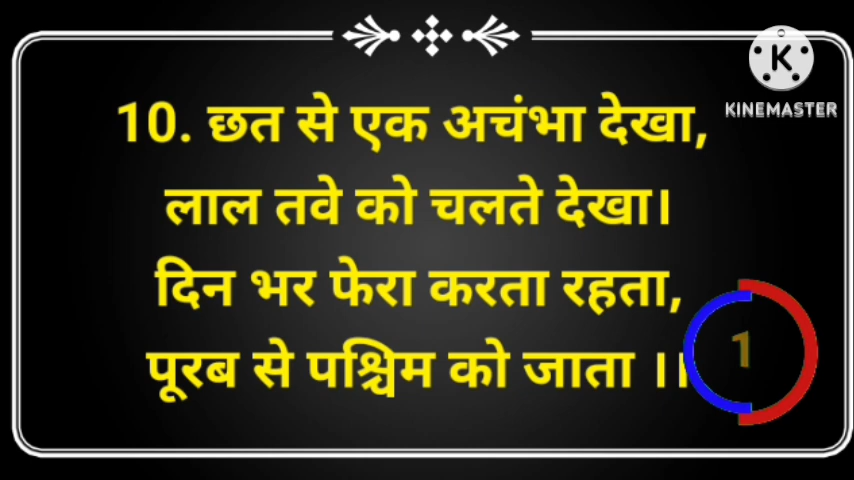 10. छत से एक अचंभा देखा,
लाल तवे को चलते देखा।
दिन भर फेरा करता रहता,
पूरब से पश्चिम को जाता ।।
1
K
KINEMASTER